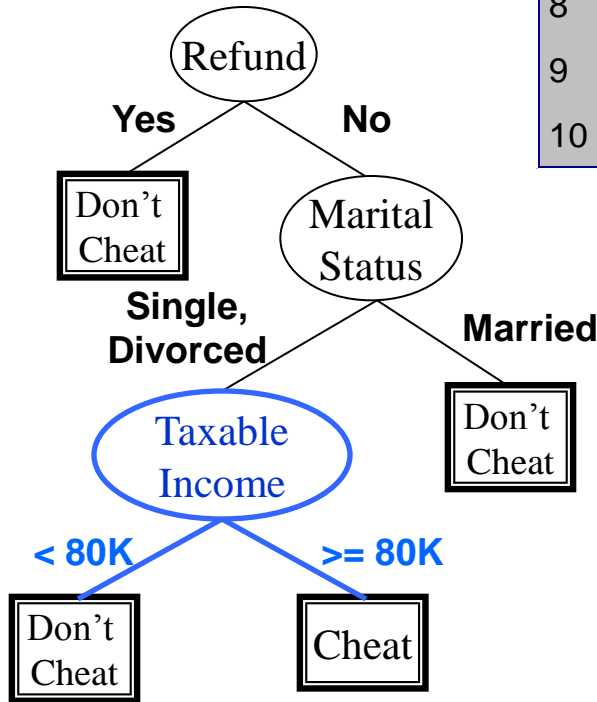 8
9
10
Refund
Yes
No
Don't
Cheat
Marital
Status
Single,
Divorced
Married
Taxable
Income
Don't
Cheat
< 80K
>= 80K
Don't
Cheat
Cheat